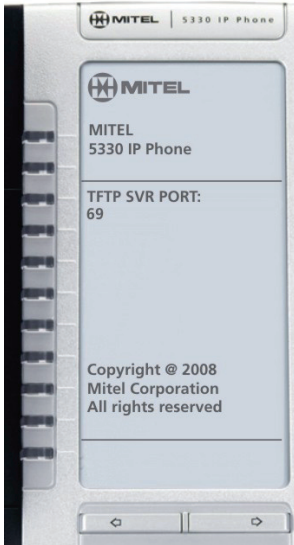 MITEL | 5330 IP Phone
MITEL
MITEL
5330 IP Phone
TFTP SVR PORT:
69
Copyright @ 2008
Mitel Corporation
All rights reserved